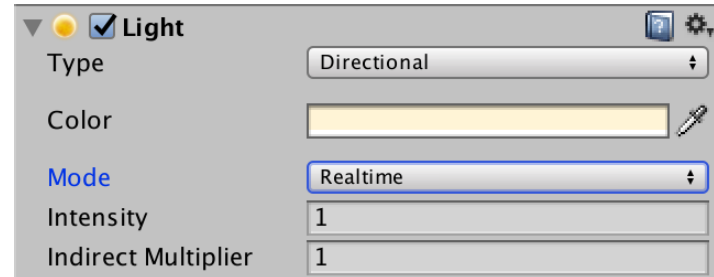 Light
Type Directional
Color
Mode Realtime
Intensity 1
Indirect Multiplier 1